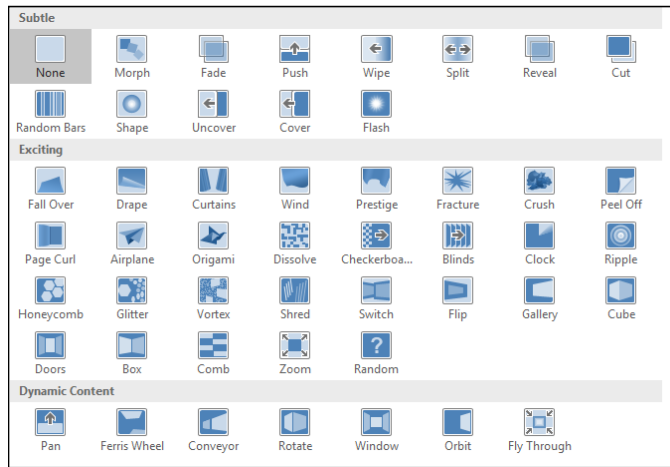 Subtle
None Morph Fade Push Wipe Split Reveal Cut
Random Bars Shape Uncover Cover Flash
Exciting
Fall Over Drape Curtains Wind Prestige Fracture Crush Peel Off
Page Curl Airplane Origami Dissolve Checkerboa... Blinds Clock Ripple
Honeycomb Glitter Vortex Shred Switch Flip Gallery Cube
Doors Box Comb Zoom ? Random
Dynamic Content
Pan Ferris Wheel Conveyor Rotate Window Orbit Fly Through